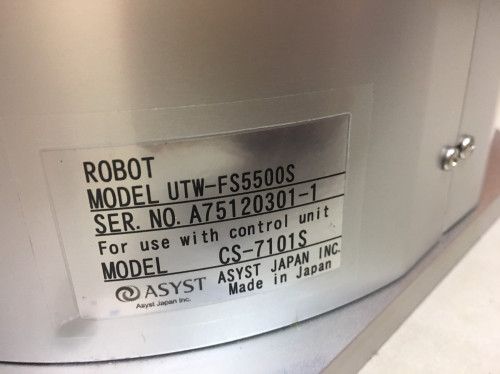 ROBOT
MODEL UTW-FS5500S
SER. NO. A75120301-1
For use with control unit
MODEL CS-7101S
ASYST ASYST JAPAN INC.
Asyst Japan Inc. Made in Japan